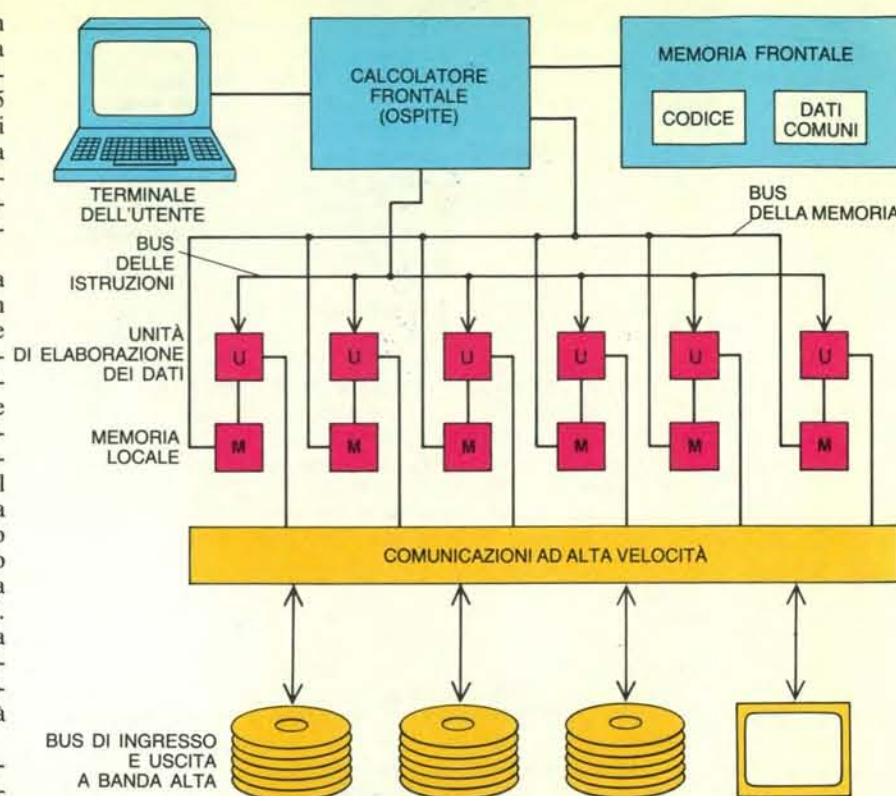 CALCOLATORE
FRONTALE
(OSPITE)
MEMORIA FRONTALE
CODICE
DATI
COMUNI
TERMINALE
DELL'UTENTE
BUS
DELLA MEMORIA
BUS
DELLE
ISTRUZIONI
UNITÀ
DI ELABORAZIONE
DEI DATI
U U U U U U
MEMORIA
LOCALE
M M M M M M
COMUNICAZIONI AD ALTA VELOCITÀ
BUS DI INGRESSO
E USCITA
A BANDA ALTA